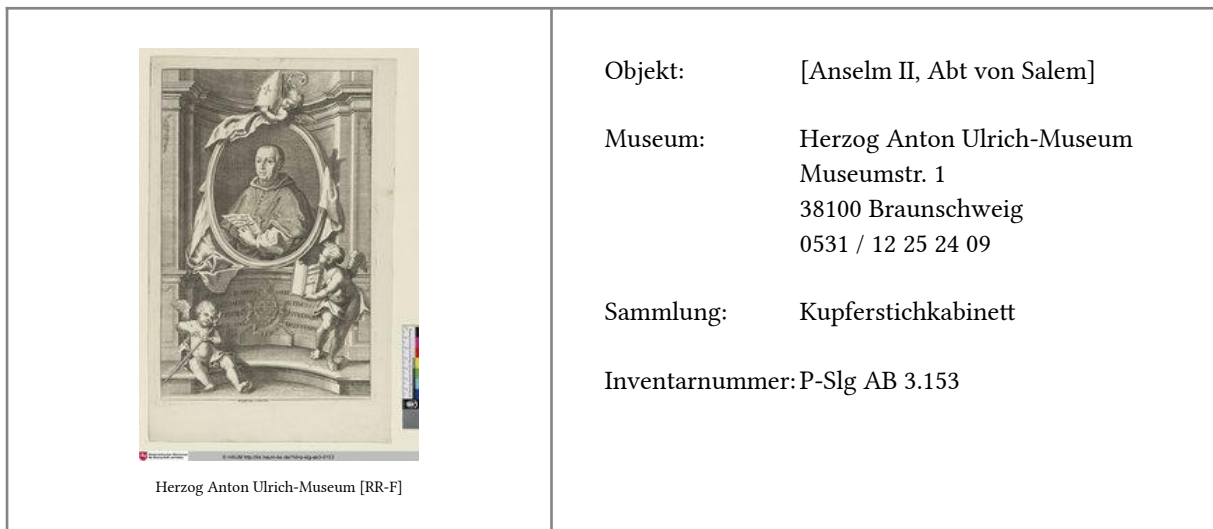 Herzog Anton Ulrich-Museum [RR-F]
Objekt: [Anselm II, Abt von Salem]
Museum: Herzog Anton Ulrich-Museum
Museumstr. 1
38100 Braunschweig
0531 / 12 25 24 09
Sammlung: Kupferstichkabinett
Inventarnummer: P-Slg AB 3.153